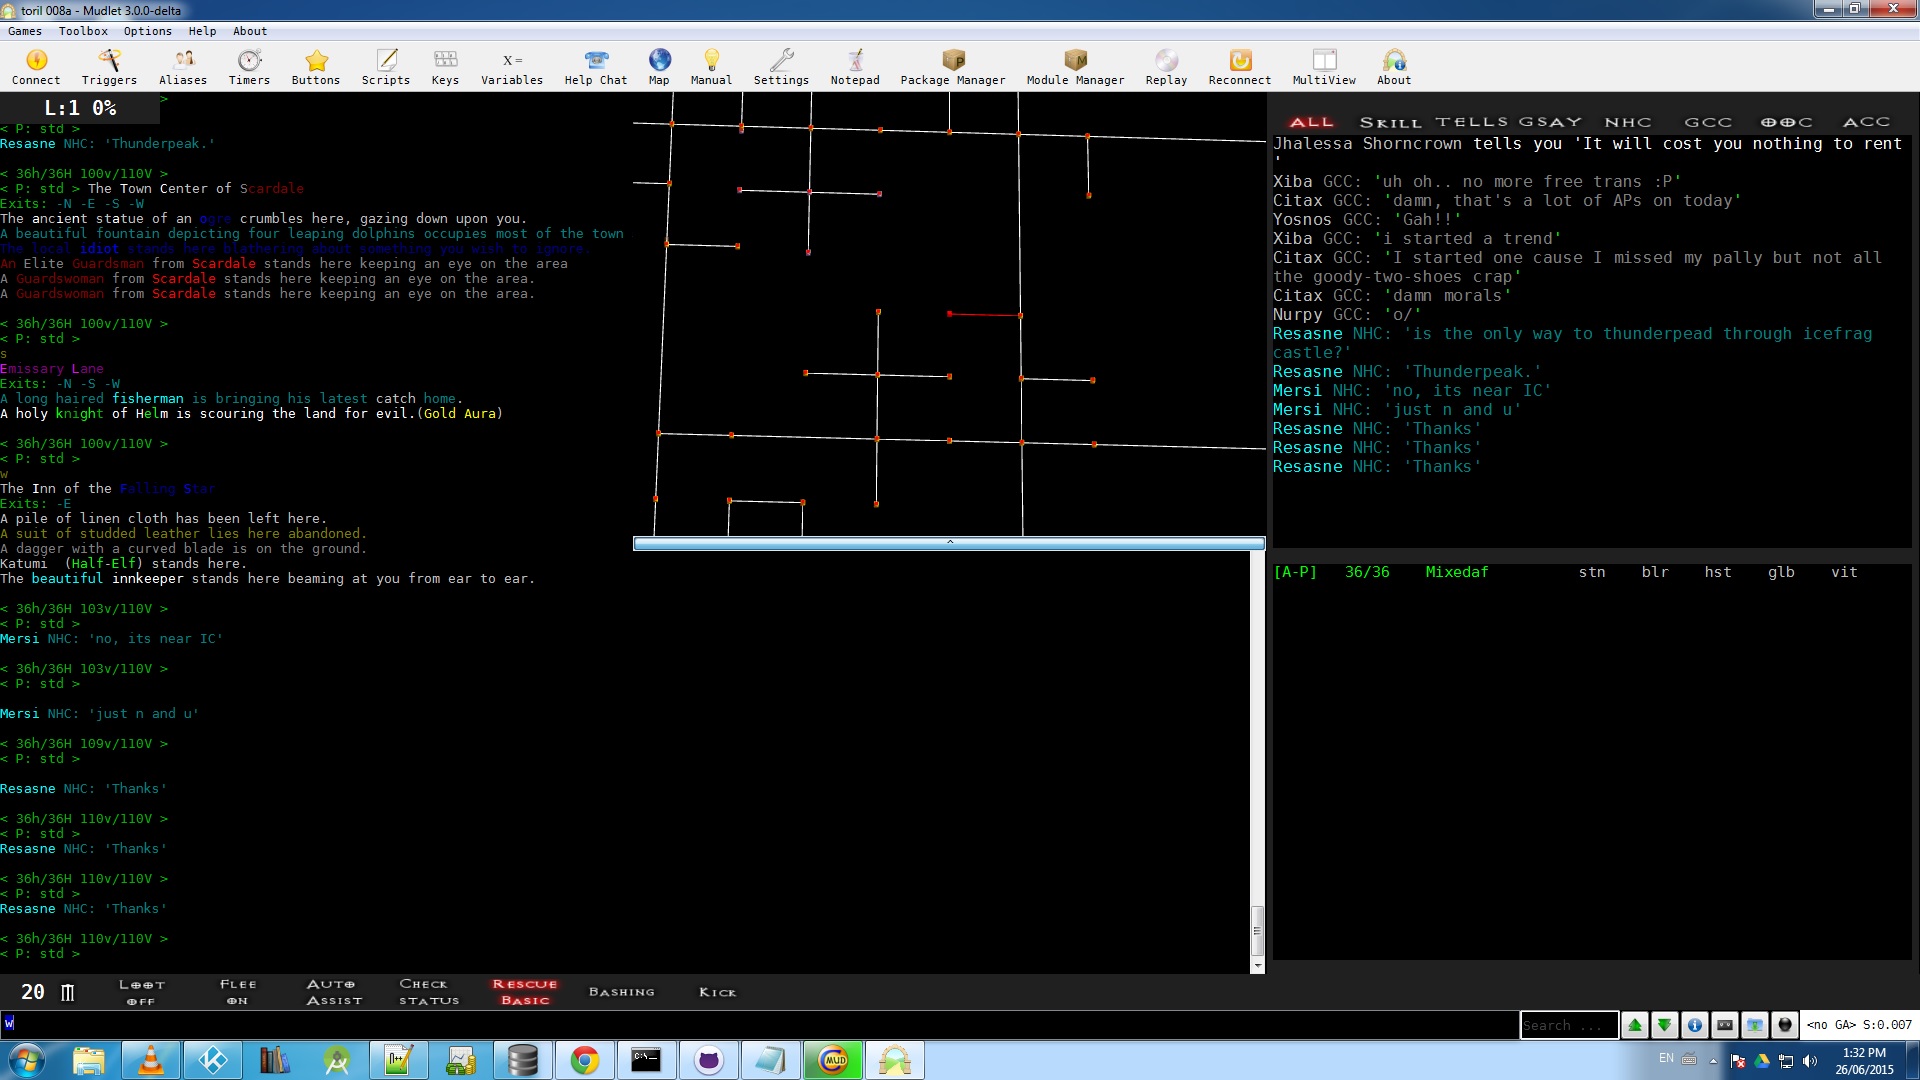 toril 008a - Mudlet 3.0.0-delta
Games Toolbox Options Help About
Connect Triggers Aliases Timers Buttons Scripts Keys Variables Help Chat Map Manual Settings Notepad Package Manager Module Manager Replay Reconnect MultiView About
X =
L:1 0%
>
< P: std >
Resasne NHC: 'Thunderpeak.'
< 36h/36H 100v/110V >
< P: std > The Town Center of Scardale
Exits: -N -E -S -W
The ancient statue of an ogre crumbles here, gazing down upon you.
A beautiful fountain depicting four leaping dolphins occupies most of the town
The local idiot stands here blathering about something you wish to ignore.
An Elite Guardsman from Scardale stands here keeping an eye on the area
A Guardswoman from Scardale stands here keeping an eye on the area.
A Guardswoman from Scardale stands here keeping an eye on the area.
< 36h/36H 100v/110V >
< P: std >
s
Emissary Lane
Exits: -N -S -W
A long haired fisherman is bringing his latest catch home.
A holy knight of Helm is scouring the land for evil.(Gold Aura)
< 36h/36H 100v/110V >
< P: std >
w
The Inn of the Falling Star
Exits: -E
A pile of linen cloth has been left here.
A suit of studded leather lies here abandoned.
A dagger with a curved blade is on the ground.
Katumi (Half-Elf) stands here.
The beautiful innkeeper stands here beaming at you from ear to ear.
< 36h/36H 103v/110V >
< P: std >
Mersi NHC: 'no, its near IC'
< 36h/36H 103v/110V >
< P: std >
Mersi NHC: 'just n and u'
< 36h/36H 109v/110V >
< P: std >
Resasne NHC: 'Thanks'
< 36h/36H 110v/110V >
< P: std >
Resasne NHC: 'Thanks'
< 36h/36H 110v/110V >
< P: std >
Resasne NHC: 'Thanks'
< 36h/36H 110v/110V >
< P: std >
ALL SKILL TELLS GSAY NHC GCC OOC ACC
Jhalessa Shorncrown tells you 'It will cost you nothing to rent
'
Xiba GCC: 'uh oh.. no more free trans :P'
Citax GCC: 'damn, that's a lot of APs on today'
Yosnos GCC: 'Gah!!'
Xiba GCC: 'i started a trend'
Citax GCC: 'I started one cause I missed my pally but not all
the goody-two-shoes crap'
Citax GCC: 'damn morals'
Nurpy GCC: 'o/'
Resasne NHC: 'is the only way to thunderpead through icefrag
castle?'
Resasne NHC: 'Thunderpeak.'
Mersi NHC: 'no, its near IC'
Mersi NHC: 'just n and u'
Resasne NHC: 'Thanks'
Resasne NHC: 'Thanks'
Resasne NHC: 'Thanks'
[A-P] 36/36 Mixedaf stn blr hst glb vit
20 LOOT OFF FLEE ON AUTO ASSIST CHECK STATUS RESCUE BASIC BASHING KICK
w
Search ...
<no GA> S:0.007
C:\
MUD
EN
1:32 PM
26/06/2015